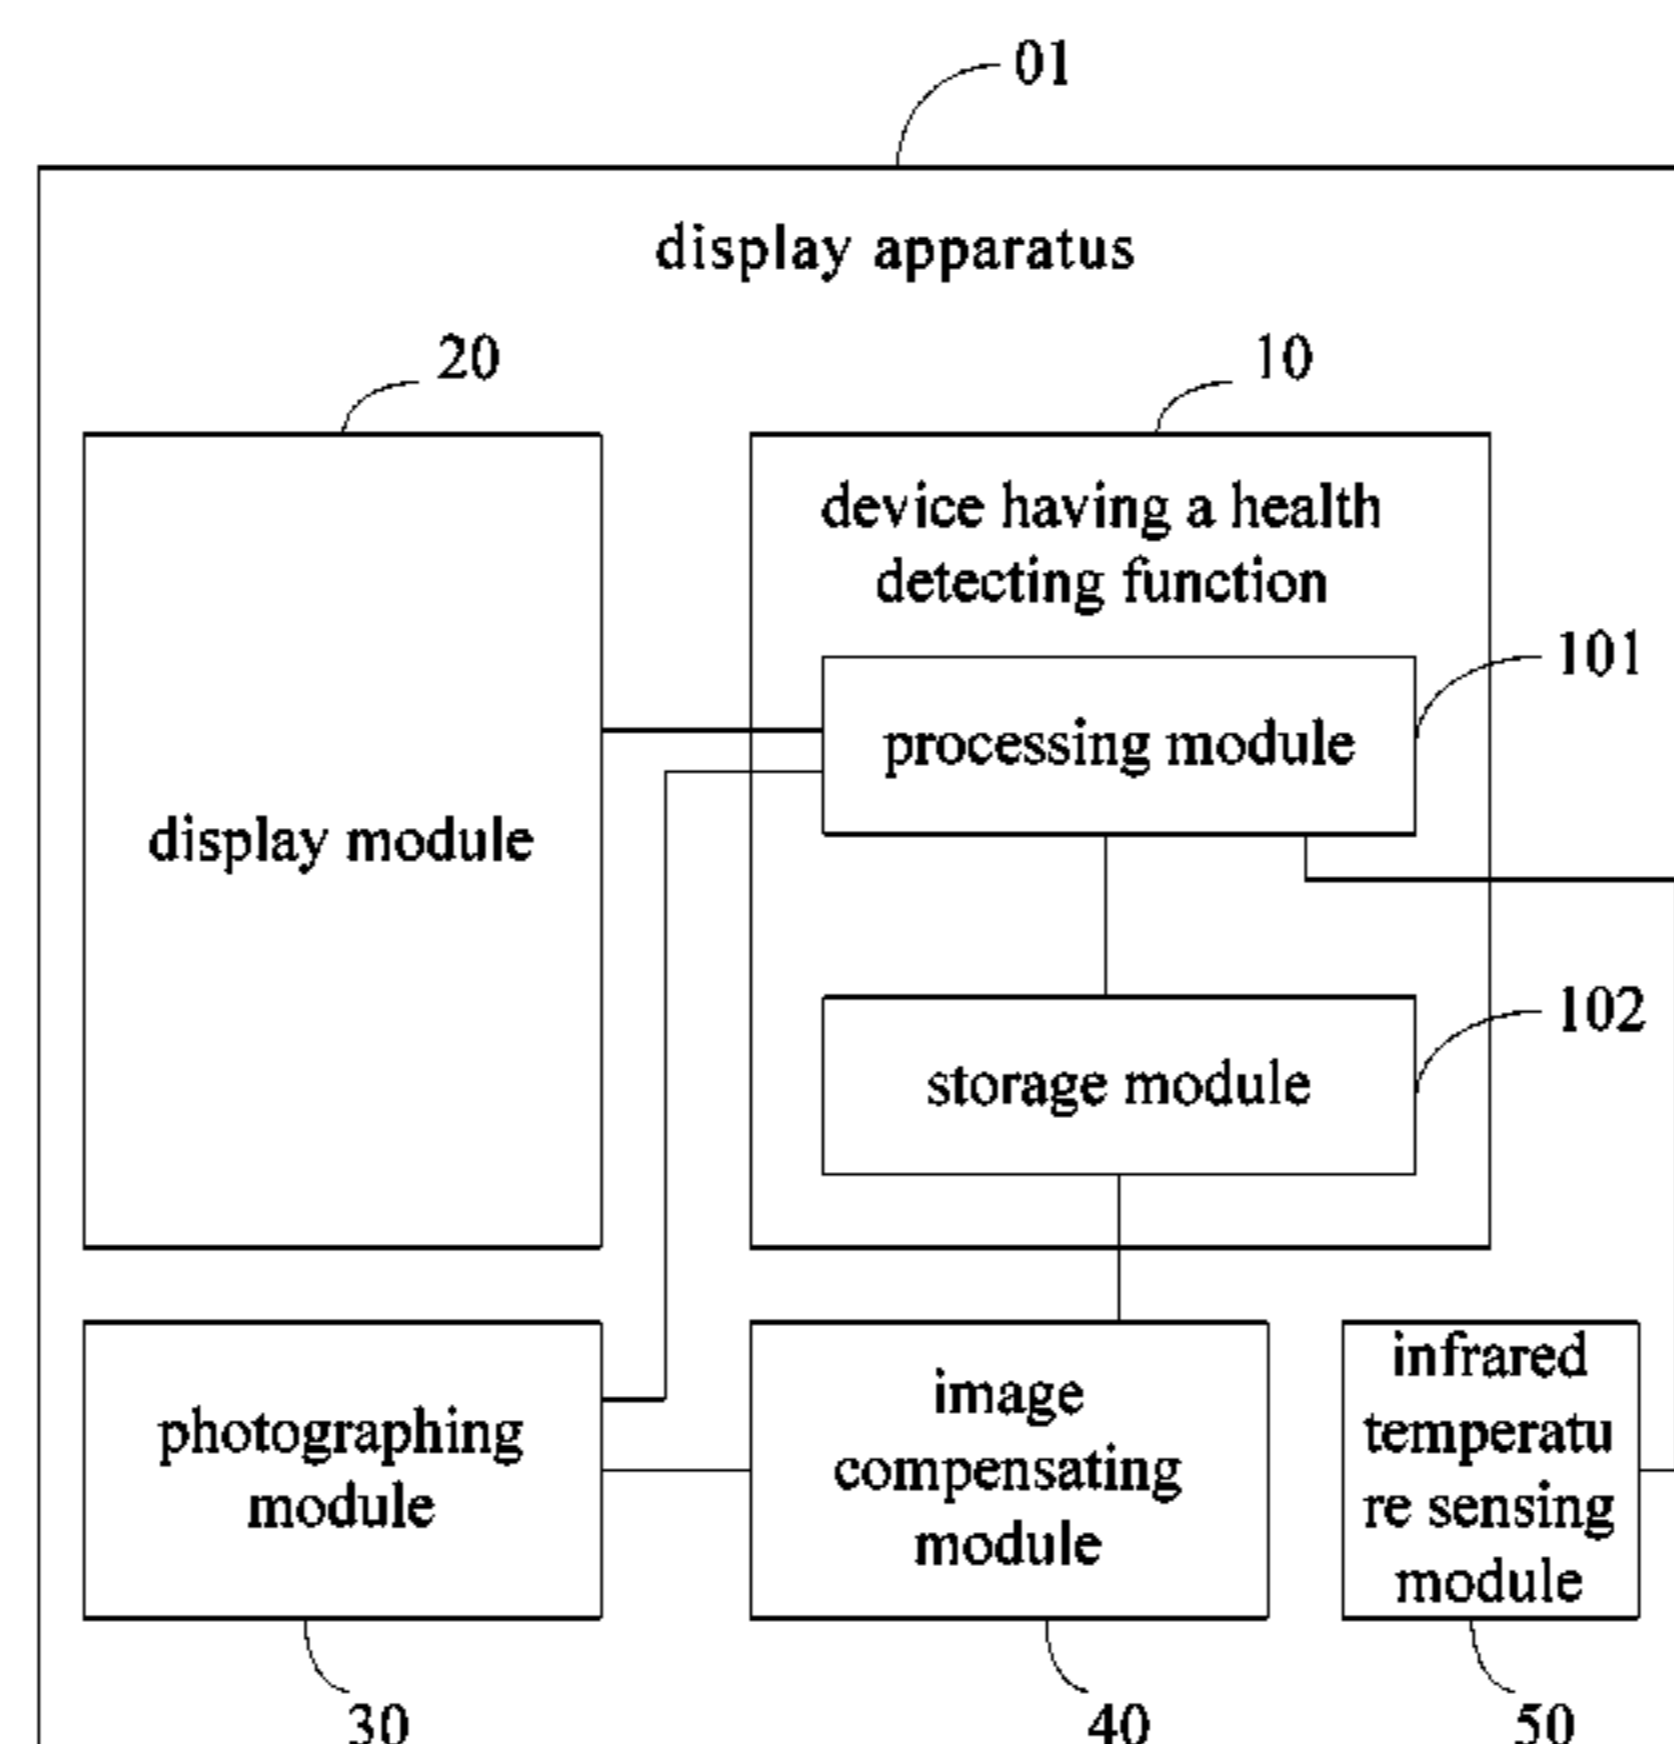 01
display apparatus
20
10
device having a health
detecting function
101
processing module
display module
102
storage module
infrared
temperatu
re sensing
module
image
compensating
module
photographing
module
30
40
50